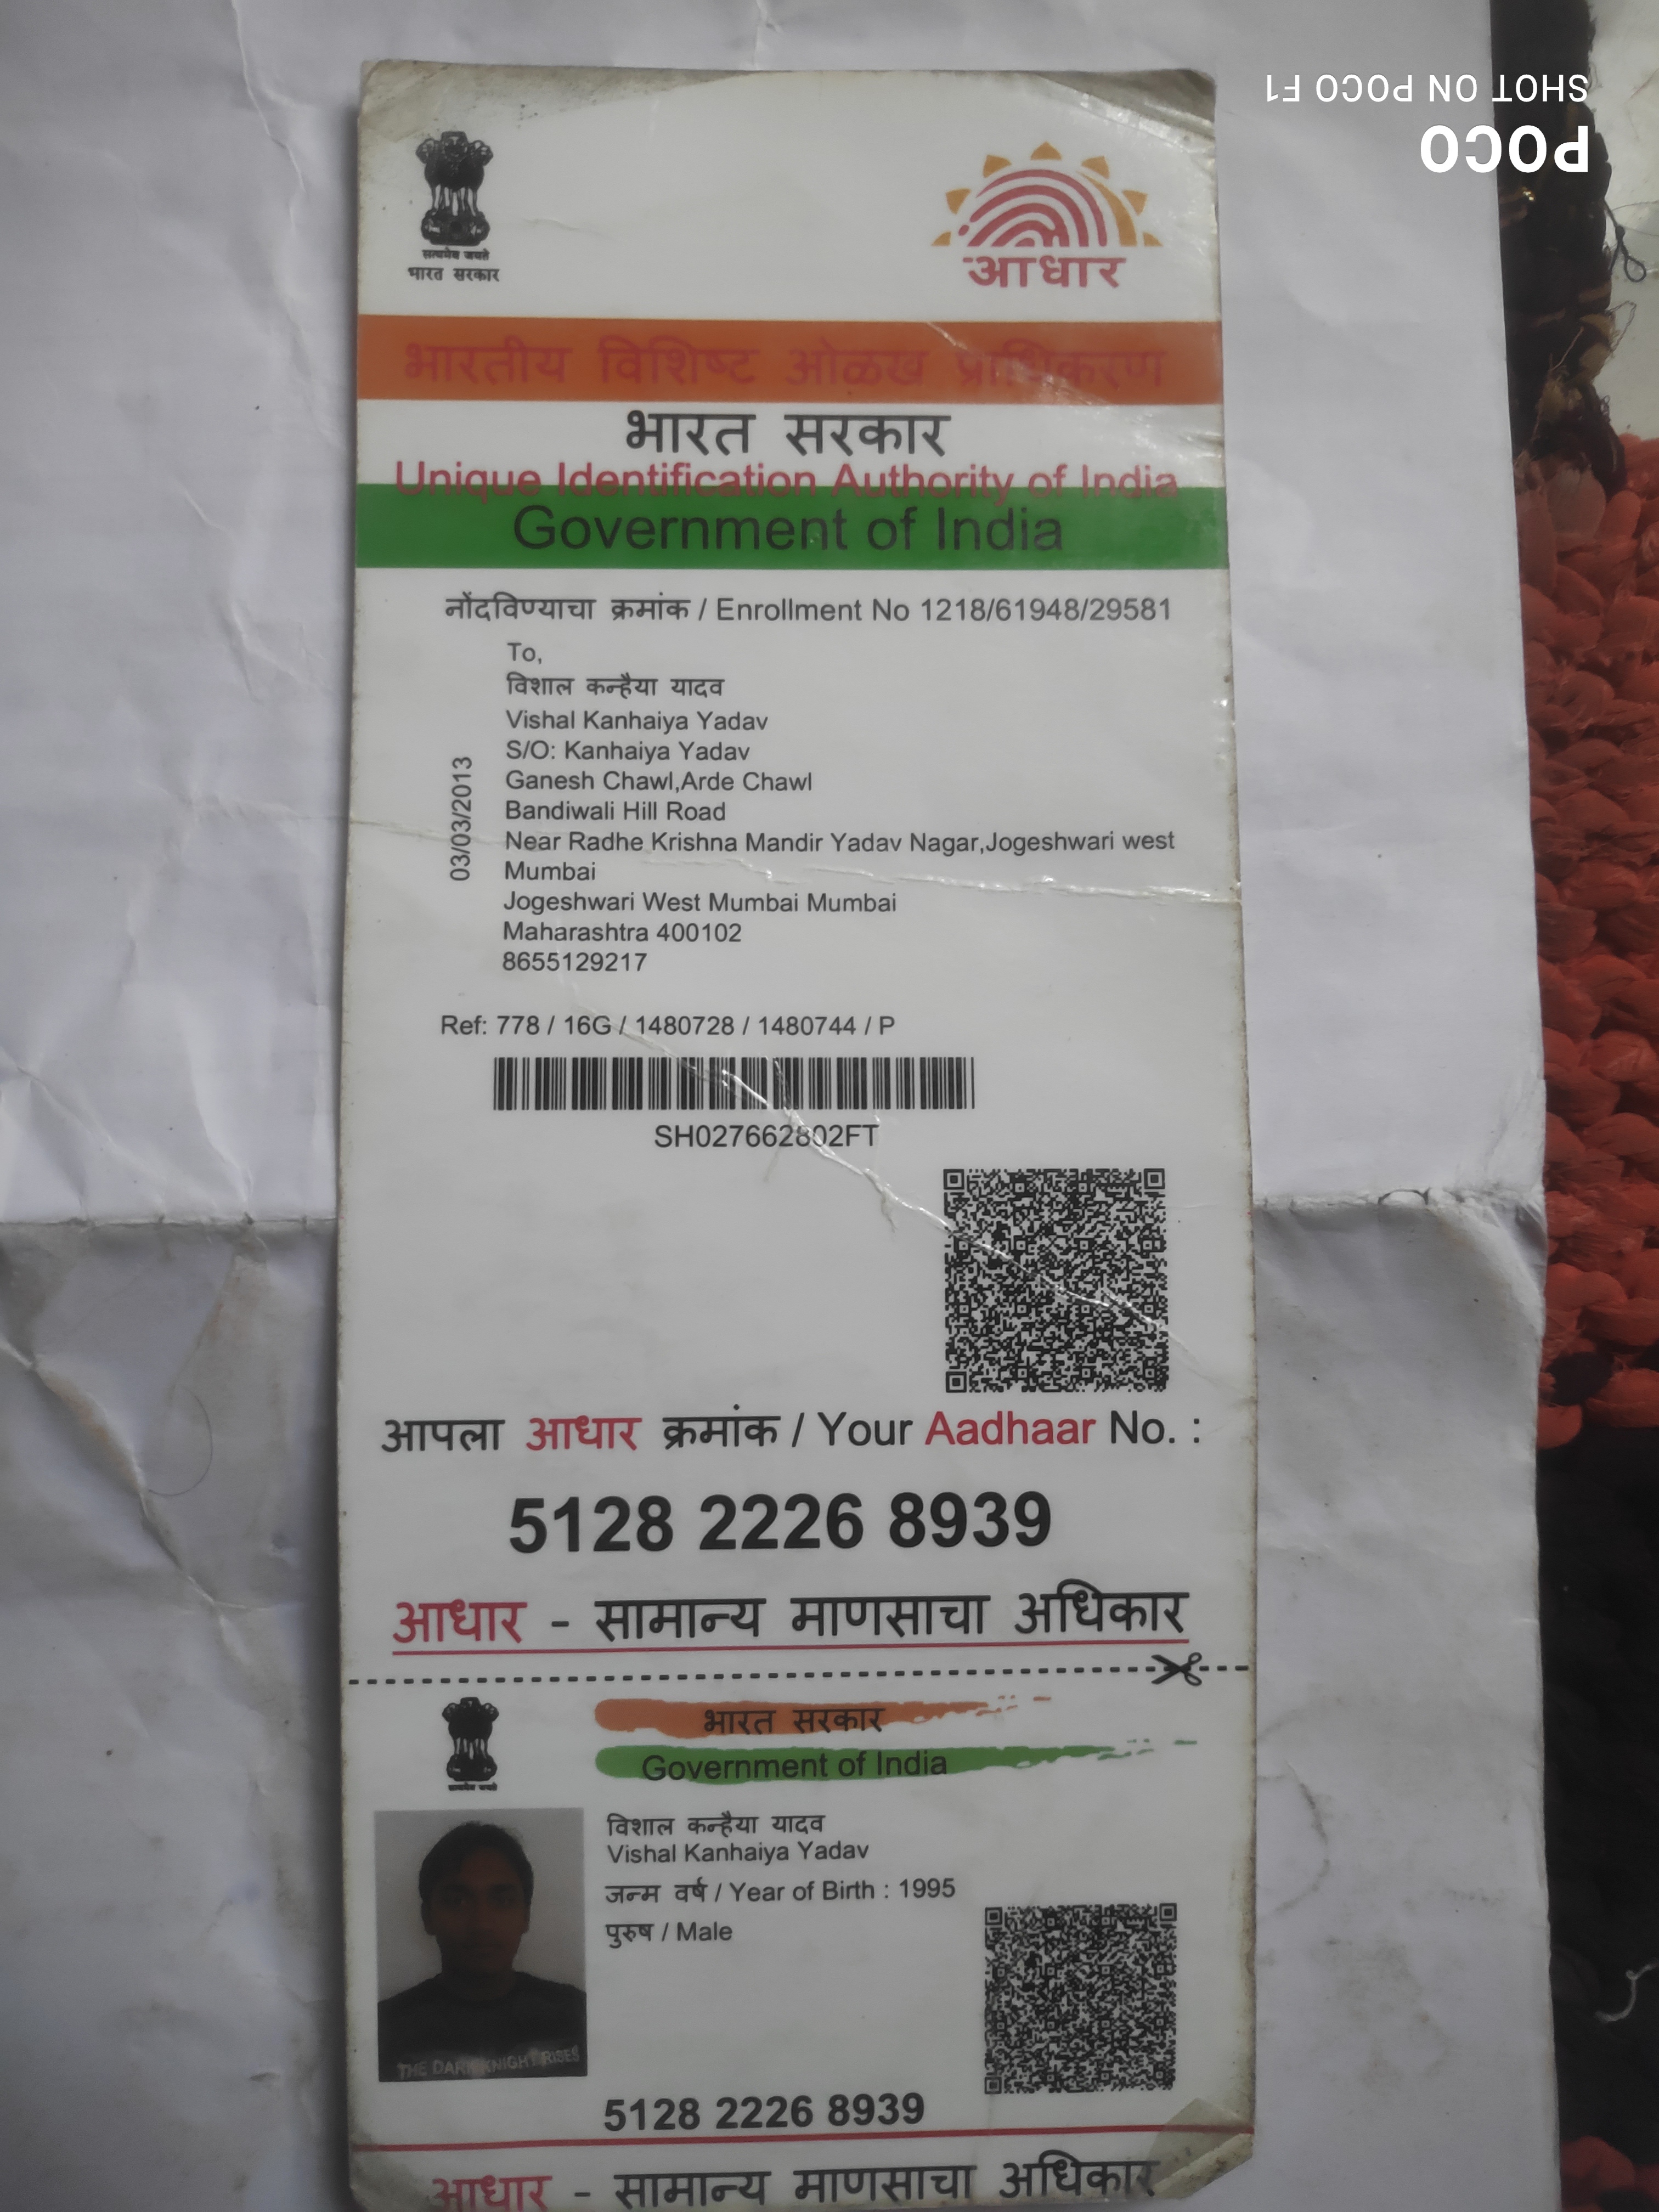 SHOT ON POCO F1
POCO
सत्यमेव जयते
भारत सरकार
आधार
भारतीय विशिष्ट ओळख प्राधिकरण
भारत सरकार
Unique Identification Authority of India
Government of India
नोंदविण्याचा क्रमांक / Enrollment No 1218/61948/29581
To,
विशाल कन्हैया यादव
Vishal Kanhaiya Yadav
S/O: Kanhaiya Yadav
Ganesh Chawl,Arde Chawl
Bandiwali Hill Road
Near Radhe Krishna Mandir Yadav Nagar,Jogeshwari west
Mumbai
Jogeshwari West Mumbai Mumbai
Maharashtra 400102
8655129217
03/03/2013
Ref: 778 / 16G / 1480728 / 1480744 / P
SH027662802FT
आपला आधार क्रमांक / Your Aadhaar No. :
5128 2226 8939
आधार - सामान्य माणसाचा अधिकार
भारत सरकार
Government of India
विशाल कन्हैया यादव
Vishal Kanhaiya Yadav
जन्म वर्ष / Year of Birth : 1995
पुरुष / Male
THE DARK KNIGHT RISES
5128 2226 8939
आधार - सामान्य माणसाचा अधिकार